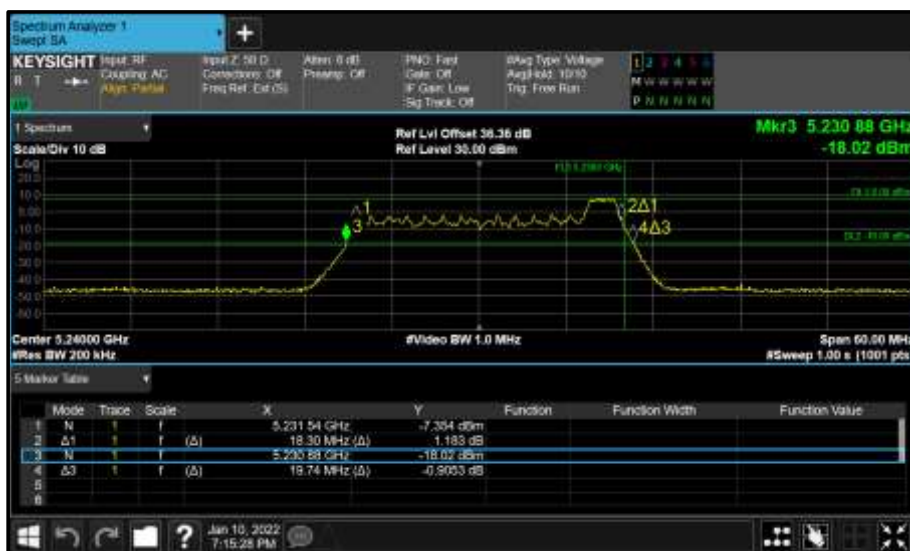 Spectrum Analyzer 1
Swept SA
+
KEYSIGHT Input: RF Input Z: 50 Ω Atten: 6 dB PNO: Fast #Avg Type: Voltage 1 2 3 4 5 6
R T Coupling: AC Corrections: Off Preamp: Off Gate: Off Avg|Hold: 10/10 M W W W W W
Align: Partial Freq Ref: Ext (S) IF Gain: Low Trig: Free Run
Sig Track: Off P N N N N N
1 Spectrum Ref Lvl Offset 36.36 dB Mkr3 5.230 88 GHz
Scale/Div 10 dB Ref Level 30.00 dBm -18.02 dBm
Log
20.0
10.0
0.00
-10.0
-20.0
-30.0
-40.0
-50.0
-60.0
1
3
2Δ1
4Δ3
Center 5.24000 GHz #Video BW 1.0 MHz Span 60.00 MHz
#Res BW 200 kHz #Sweep 1.00 s (1001 pts)
5 Marker Table
Mode Trace Scale X Y Function Function Width Function Value
1 N 1 f 5.231 54 GHz -7.354 dBm
2 Δ1 1 f (Δ) 18.30 MHz (Δ) 1.183 dB
3 N 1 f 5.230 88 GHz -18.02 dBm
4 Δ3 1 f (Δ) 19.74 MHz (Δ) -0.9053 dB
5
6
? Jan 10, 2022
7:15:28 PM